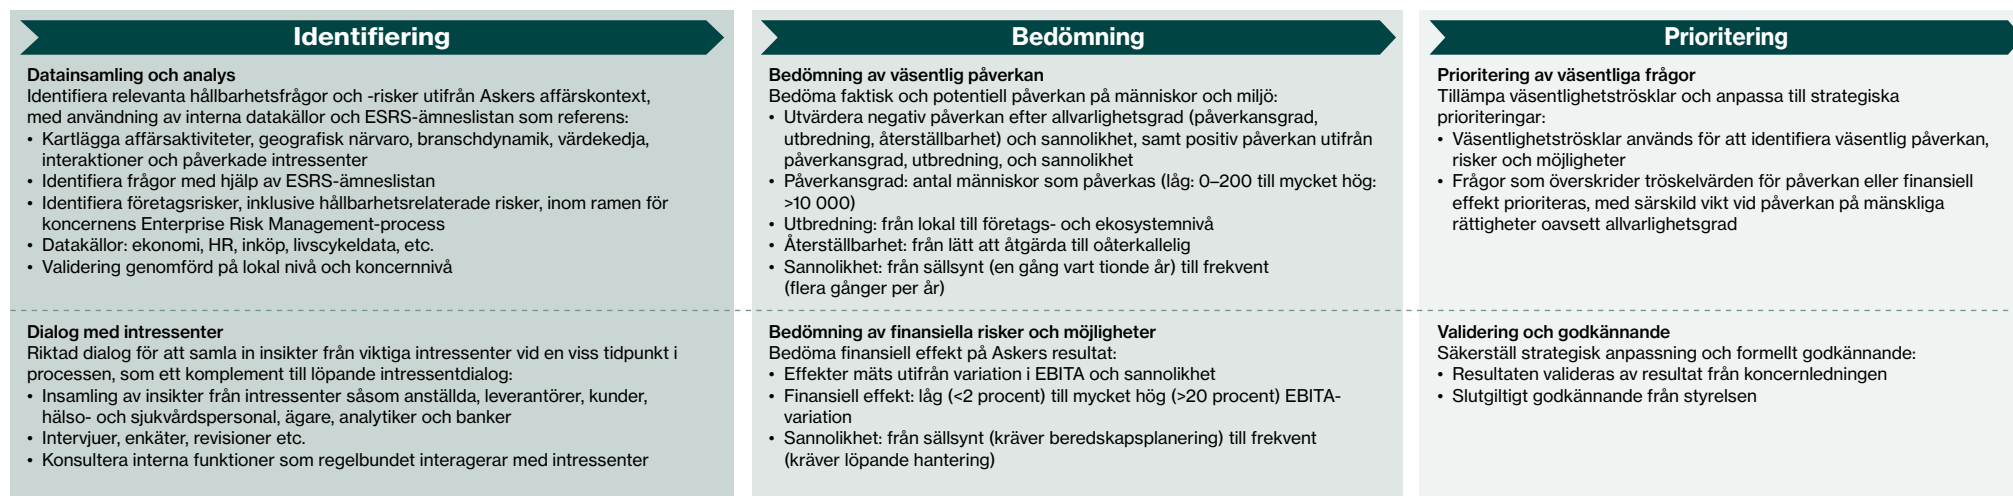 Identifiering
Datainsamling och analys
Identifiera relevanta hållbarhetsfrågor och -risker utifrån Askers affärskontext,
med användning av interna datakällor och ESRS-ämneslistan som referens:
• Kartlägga affärsaktiviteter, geografisk närvaro, branschdynamik, värdekedja,
interaktioner och påverkade intressenter
• Identifiera frågor med hjälp av ESRS-ämneslistan
• Identifiera företagsrisker, inklusive hållbarhetsrelaterade risker, inom ramen för
koncernens Enterprise Risk Management-process
• Datakällor: ekonomi, HR, inköp, livscykeldata, etc.
• Validering genomförd på lokal nivå och koncernnivå
Dialog med intressenter
Riktad dialog för att samla in insikter från viktiga intressenter vid en viss tidpunkt i
processen, som ett komplement till löpande intressentdialog:
• Insamling av insikter från intressenter såsom anställda, leverantörer, kunder,
hälso- och sjukvårdspersonal, ägare, analytiker och banker
• Intervjuer, enkäter, revisioner etc.
• Konsultera interna funktioner som regelbundet interagerar med intressenter
Bedömning
Bedömning av väsentlig påverkan
Bedöma faktisk och potentiell påverkan på människor och miljö:
• Utvärdera negativ påverkan efter allvarlighetsgrad (påverkansgrad,
utbredning, återställbarhet) och sannolikhet, samt positiv påverkan utifrån
påverkansgrad, utbredning, och sannolikhet
• Påverkansgrad: antal människor som påverkas (låg: 0–200 till mycket hög:
>10 000)
• Utbredning: från lokal till företags- och ekosystemnivå
• Återställbarhet: från lätt att åtgärda till oåterkallelig
• Sannolikhet: från sällsynt (en gång vart tionde år) till frekvent
(flera gånger per år)
Bedömning av finansiella risker och möjligheter
Bedöma finansiell effekt på Askers resultat:
• Effekter mäts utifrån variation i EBITA och sannolikhet
• Finansiell effekt: låg (<2 procent) till mycket hög (>20 procent) EBITA-
variation
• Sannolikhet: från sällsynt (kräver beredskapsplanering) till frekvent
(kräver löpande hantering)
Prioritering
Prioritering av väsentliga frågor
Tillämpa väsentlighetströsklar och anpassa till strategiska
prioriteringar:
• Väsentlighetströsklar används för att identifiera väsentlig påverkan,
risker och möjligheter
• Frågor som överskrider tröskelvärden för påverkan eller finansiell
effekt prioriteras, med särskild vikt vid påverkan på mänskliga
rättigheter oavsett allvarlighetsgrad
Validering och godkännande
Säkerställ strategisk anpassning och formellt godkännande:
• Resultaten valideras av resultat från koncernledningen
• Slutgiltigt godkännande från styrelsen